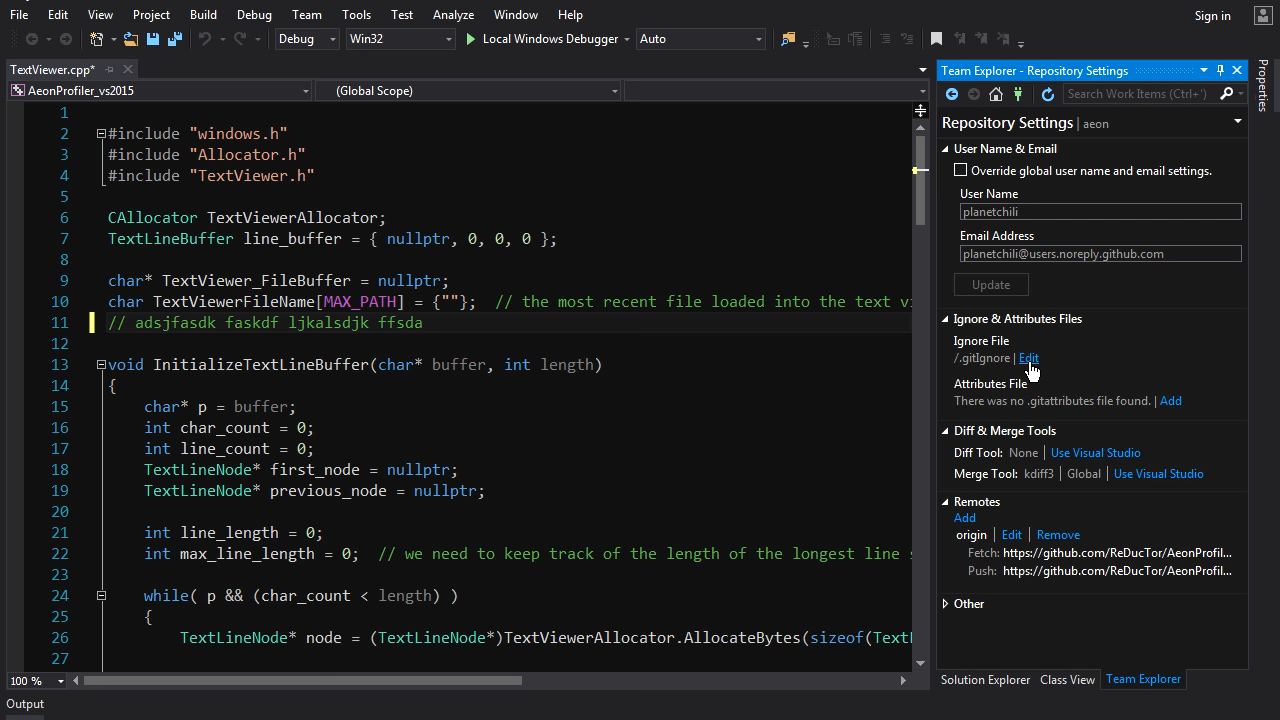 File Edit View Project Build Debug Team Tools Test Analyze Window Help Sign in
Debug Win32 Local Windows Debugger Auto
TextViewer.cpp*
AeonProfiler_vs2015 (Global Scope)
1
2 #include "windows.h"
3 #include "Allocator.h"
4 #include "TextViewer.h"
5
6 CAllocator TextViewerAllocator;
7 TextLineBuffer line_buffer = { nullptr, 0, 0, 0 };
8
9 char* TextViewer_FileBuffer = nullptr;
10 char TextViewerFileName[MAX_PATH] = {""}; // the most recent file loaded into the text
11 // adsjfasdk faskdf ljkalsdjk ffsda
12
13 void InitializeTextLineBuffer(char* buffer, int length)
14 {
15 char* p = buffer;
16 int char_count = 0;
17 int line_count = 0;
18 TextLineNode* first_node = nullptr;
19 TextLineNode* previous_node = nullptr;
20
21 int line_length = 0;
22 int max_line_length = 0; // we need to keep track of the length of the longest line
23
24 while( p && (char_count < length) )
25 {
26 TextLineNode* node = (TextLineNode*)TextViewerAllocator.AllocateBytes(sizeof(Text
27
100 %
Output
Team Explorer - Repository Settings
Search Work Items (Ctrl+')
Repository Settings | aeon
User Name & Email
Override global user name and email settings.
User Name
planetchili
Email Address
planetchili@users.noreply.github.com
Update
Ignore & Attributes Files
Ignore File
/.gitIgnore | Edit
Attributes File
There was no .gitattributes file found. | Add
Diff & Merge Tools
Diff Tool: None | Use Visual Studio
Merge Tool: kdiff3 | Global | Use Visual Studio
Remotes
Add
origin | Edit | Remove
Fetch: https://github.com/ReDucTor/AeonProfil...
Push: https://github.com/ReDucTor/AeonProfil...
Other
Solution Explorer Class View Team Explorer
Properties